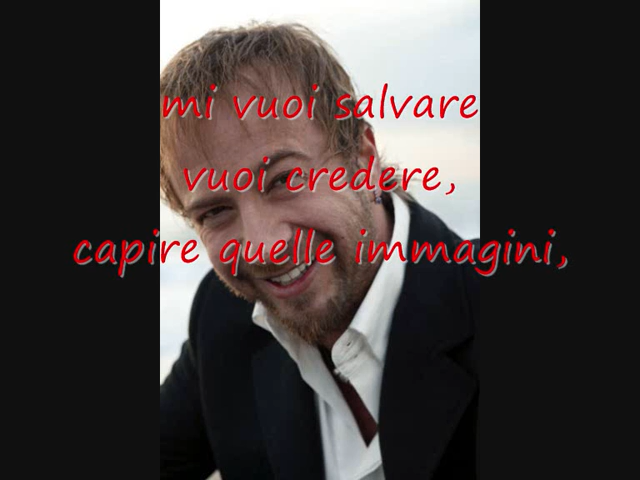 mi vuoi salvare
vuoi credere,
capire quelle immagini,